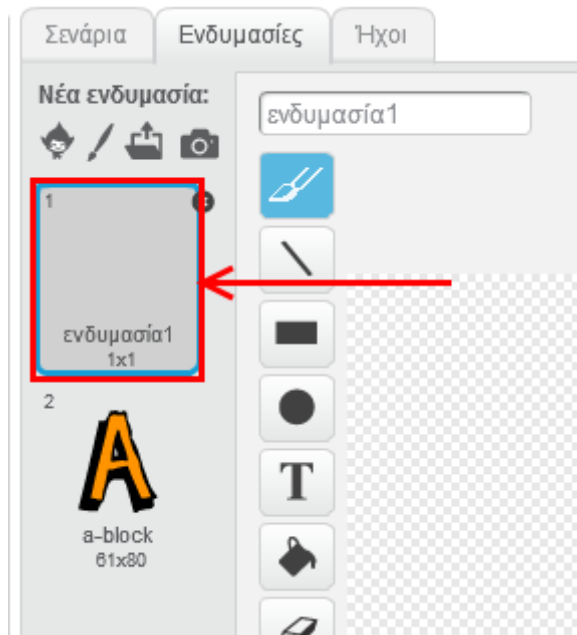 Σενάρια Ενδυμασίες Ήχοι
Νέα ενδυμασία:
ενδυμασία1
1
ενδυμασία1
1x1
2
A
a-block
61x80
T